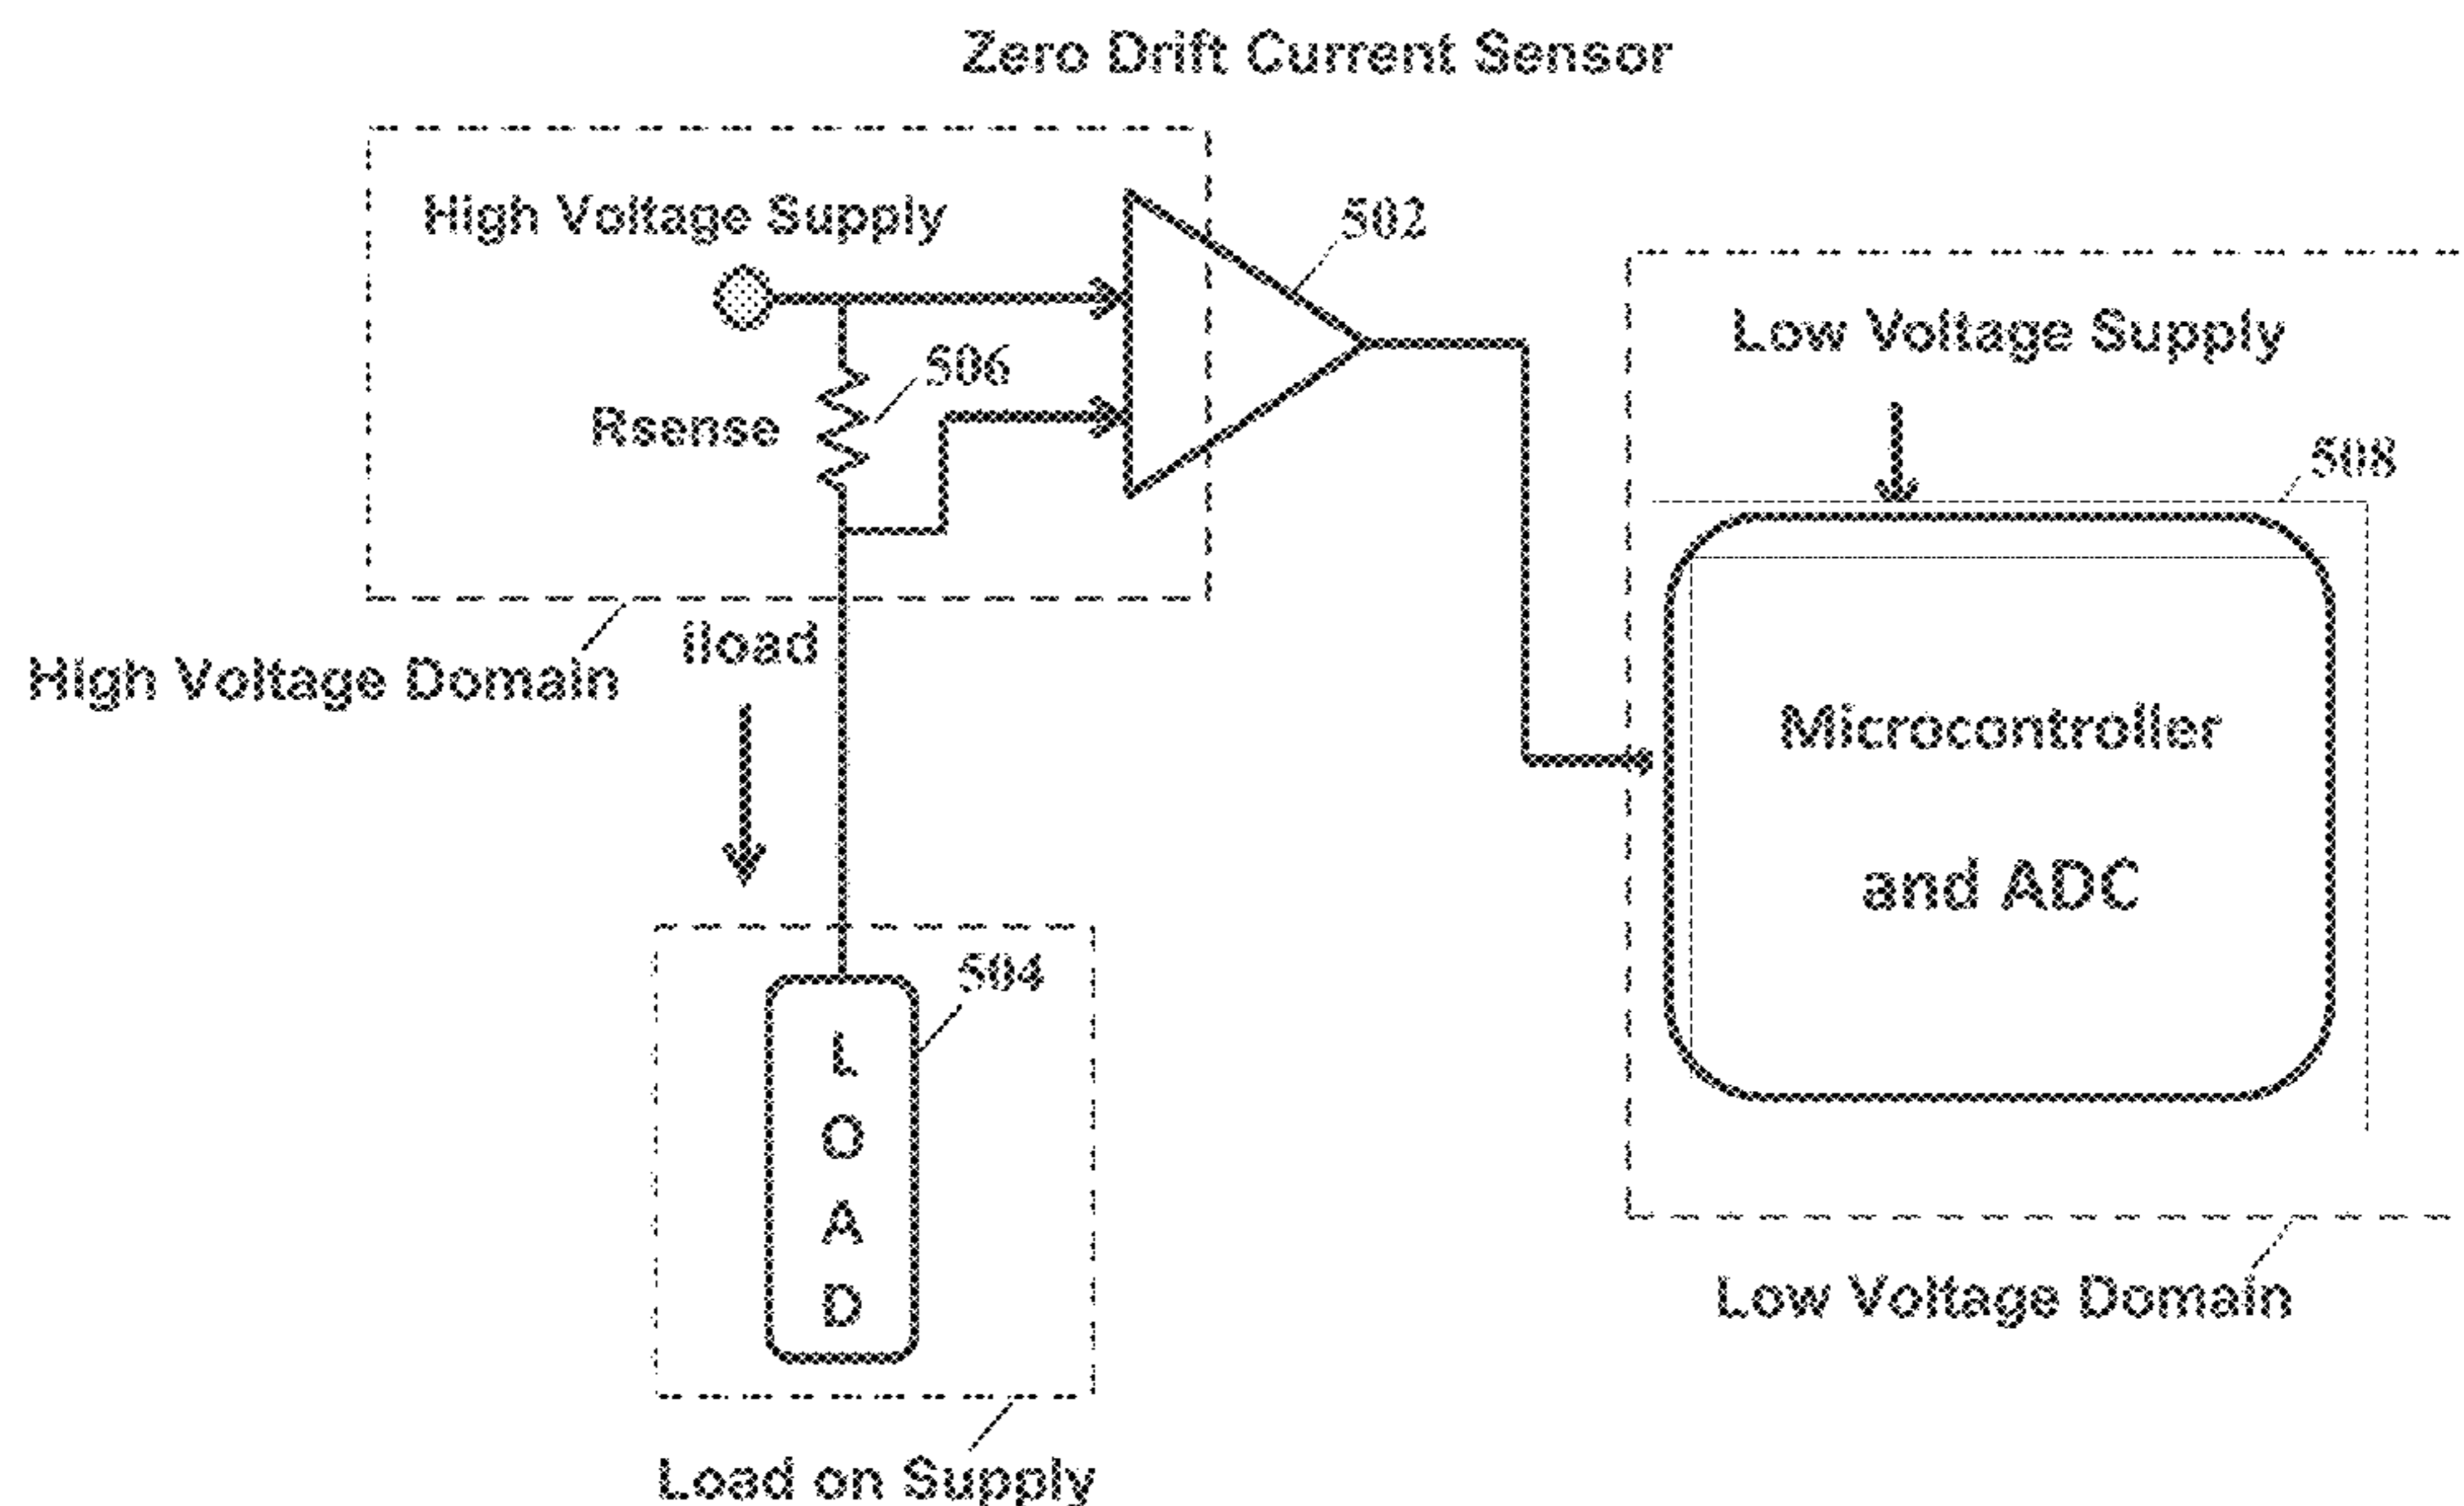 Zero Drift Current Sensor
High Voltage Supply
502
506
Rsense
Low Voltage Supply
508
iload
High Voltage Domain
Microcontroller
and ADC
504
L
O
A
D
Low Voltage Domain
Load on Supply